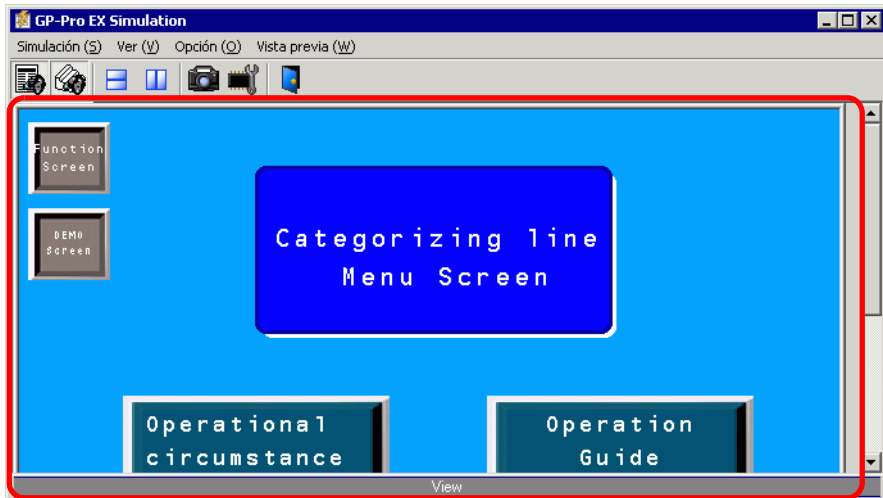 GP-Pro EX Simulation
Simulación (S) Ver (V) Opción (O) Vista previa (W)
Function
Screen
DEMO
Screen
Categorizing line
Menu Screen
Operational
circumstance
Operation
Guide
View